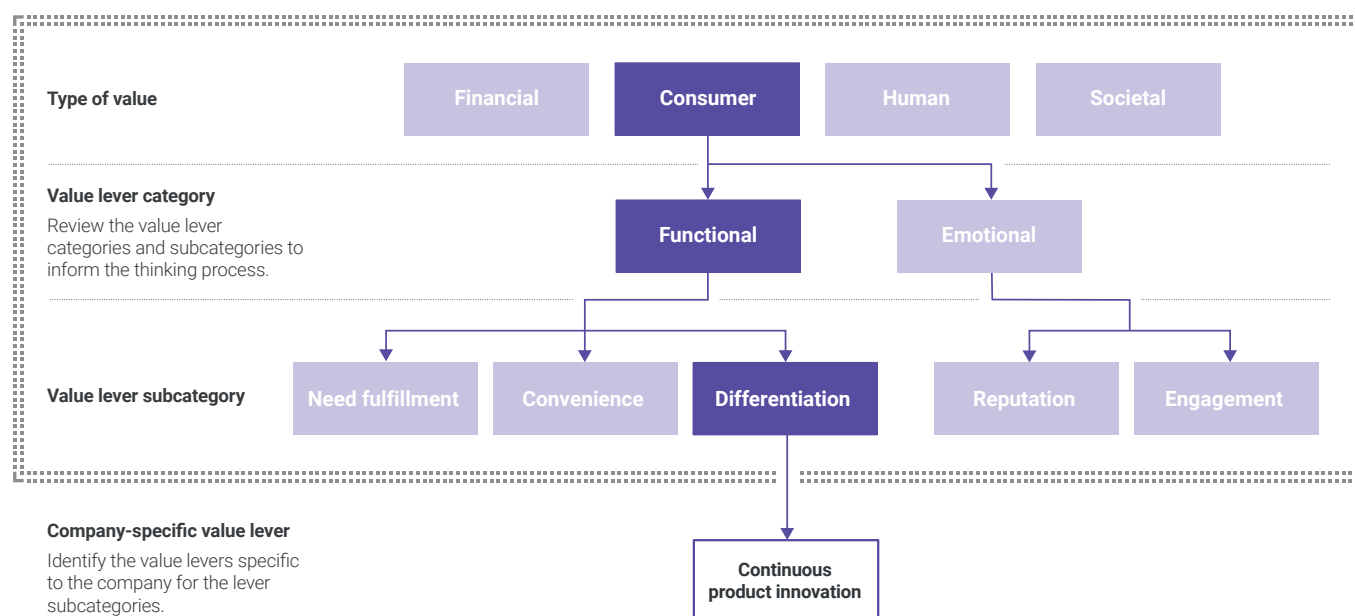 Type of value
Financial
Consumer
Human
Societal
Value lever category
Review the value lever
categories and subcategories to
inform the thinking process.
Functional
Emotional
Value lever subcategory
Need fulfillment
Convenience
Differentiation
Reputation
Engagement
Company-specific value lever
Identify the value levers specific
to the company for the lever
subcategories.
Continuous
product innovation